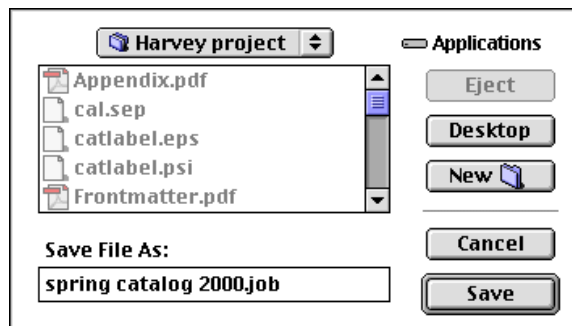 Harvey project
Applications
Appendix.pdf
cal.sep
catlabel.eps
catlabel.psi
Frontmatter.pdf
Eject
Desktop
New
Save File As:
spring catalog 2000.job
Cancel
Save